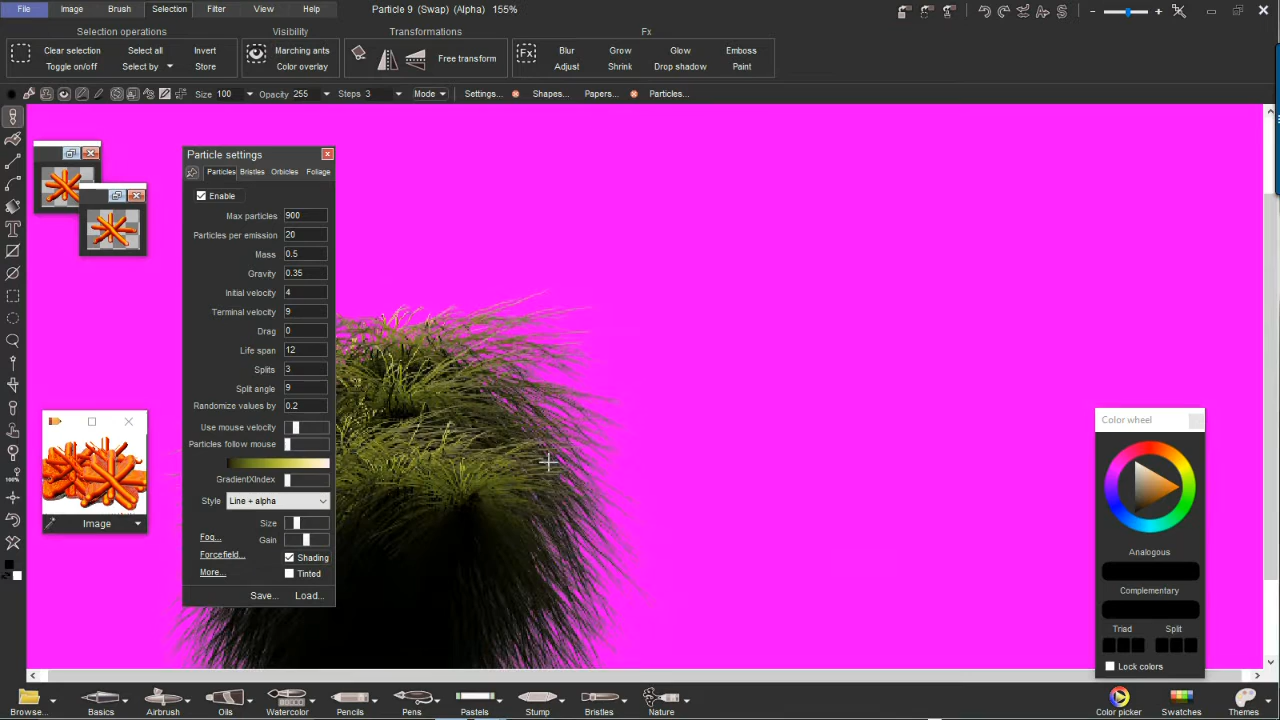 File Image Brush Selection Filter View Help Particle 9 (Swap) (Alpha) 155%
Selection operations Visibility Transformations Fx
Clear selection Select all Invert Marching ants Free transform Blur Grow Glow Emboss
Toggle on/off Select by Store Color overlay Adjust Shrink Drop shadow Paint
Size 100 Opacity 255 Steps 3 Mode Settings... Shapes... Papers... Particles...
Particle settings
Particles Bristles Orbicles Foliage
Enable
Max particles 900
Particles per emission 20
Mass 0.5
Gravity 0.35
Initial velocity 4
Terminal velocity 9
Drag 0
Life span 12
Splits 3
Split angle 9
Randomize values by 0.2
Use mouse velocity
Particles follow mouse
GradientXIndex
Style Line + alpha
Size
Fog... Gain
Forcefield... Shading
More... Tinted
Save... Load...
Image
100%
Color wheel
Analogous
Complementary
Triad Split
Lock colors
Browse... Basics Airbrush Oils Watercolor Pencils Pens Pastels Stump Bristles Nature Color picker Swatches Themes